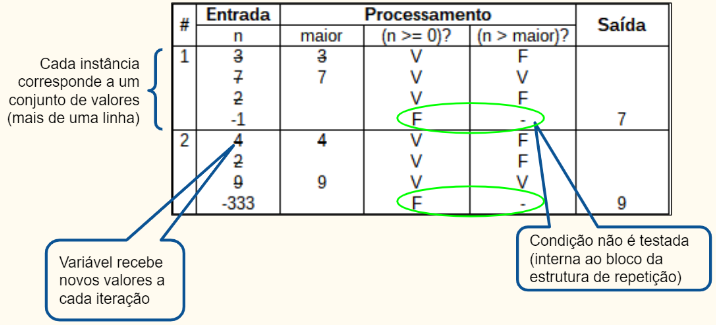 # Entrada Processamento Saída
n maior (n >= 0)? (n > maior)?
1 3 3 V F
7 7 V V
2 V F
-1 F - 7
2 4 4 V F
2 V F
9 9 V V
-333 F - 9
Cada instância
corresponde a um
conjunto de valores
(mais de uma linha)
Variável recebe
novos valores a
cada iteração
Condição não é testada
(interna ao bloco da
estrutura de repetição)